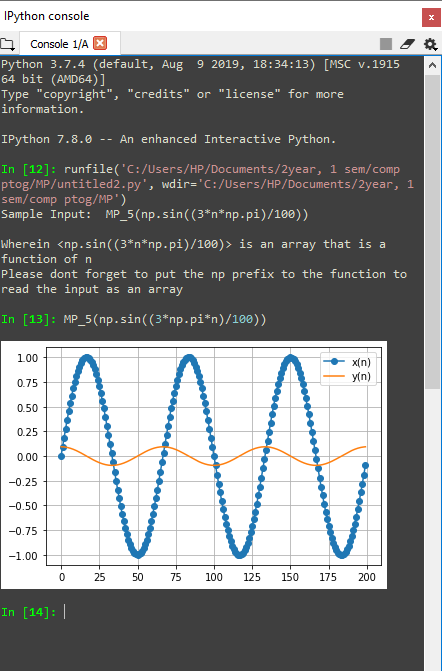 IPython console
Console 1/A
Python 3.7.4 (default, Aug  9 2019, 18:34:13) [MSC v.1915
64 bit (AMD64)]
Type "copyright", "credits" or "license" for more
information.
IPython 7.8.0 -- An enhanced Interactive Python.
In [12]: runfile('C:/Users/HP/Documents/2year, 1 sem/comp
ptog/MP/untitled2.py', wdir='C:/Users/HP/Documents/2year, 1
sem/comp ptog/MP')
Sample Input:  MP_5(np.sin((3*n*np.pi)/100))
Wherein <np.sin((3*n*np.pi)/100)> is an array that is a
function of n
Please dont forget to put the np prefix to the function to
read the input as an array
In [13]: MP_5(np.sin((3*np.pi*n)/100))
x(n)
y(n)
1.00
0.75
0.50
0.25
0.00
−0.25
−0.50
−0.75
−1.00
0 25 50 75 100 125 150 175 200
In [14]: